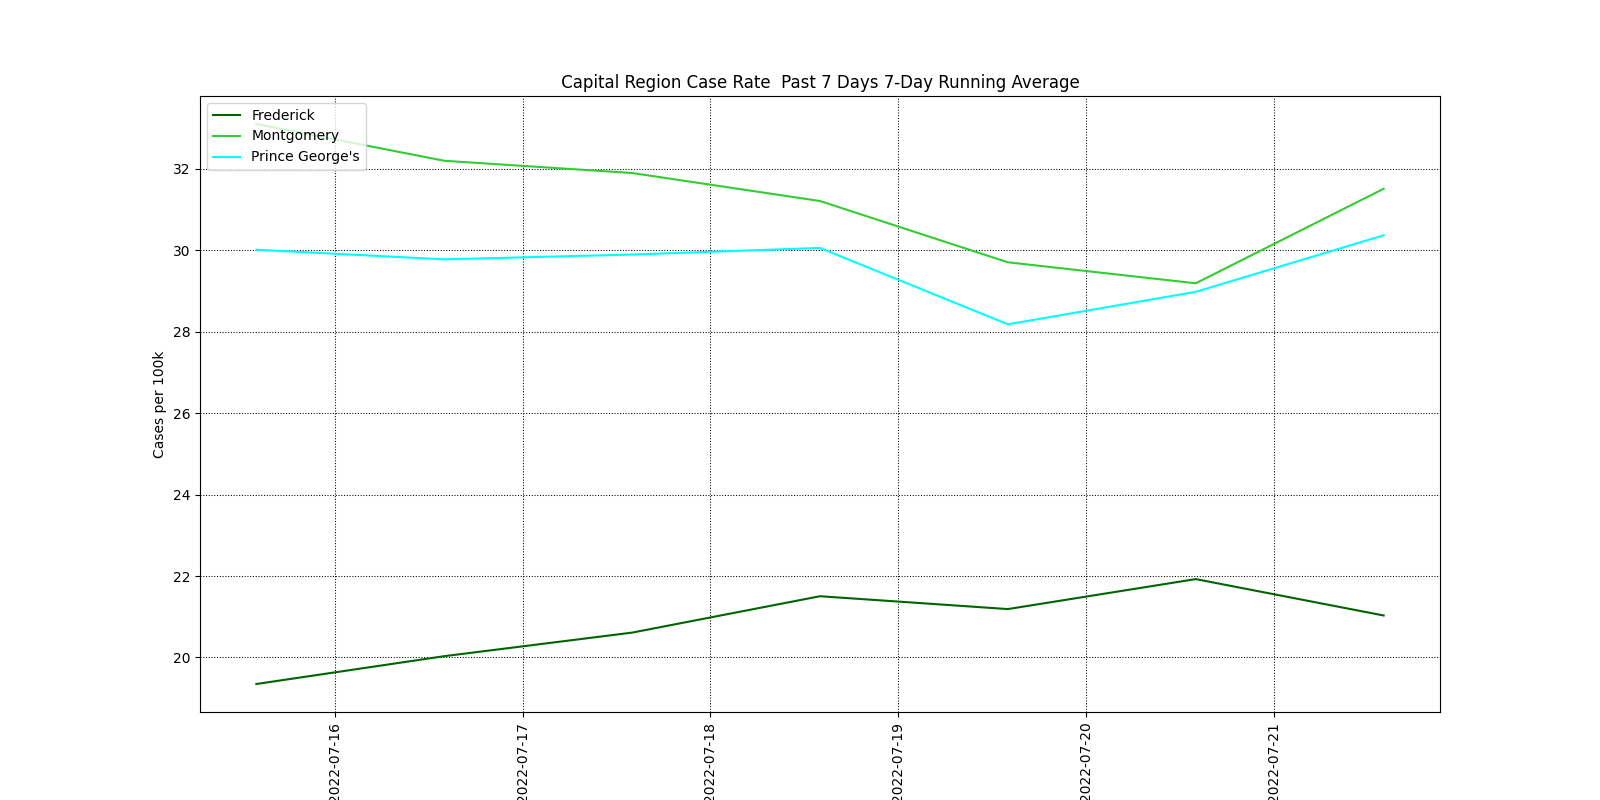 Capital Region Case Rate  Past 7 Days 7-Day Running Average
Frederick
Montgomery
Prince George's
Cases per 100k
32
30
28
26
24
22
20
2022-07-16
2022-07-17
2022-07-18
2022-07-19
2022-07-20
2022-07-21